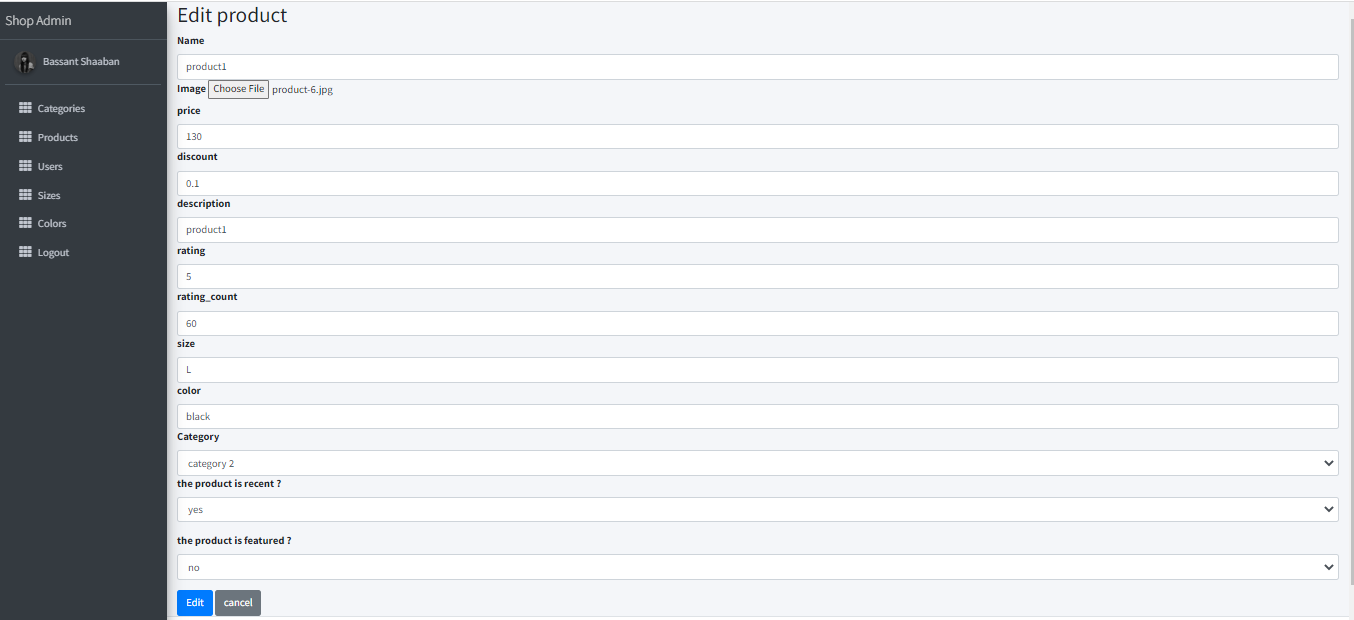 Shop Admin
Bassant Shaaban
Categories
Products
Users
Sizes
Colors
Logout
Edit product
Name
product1
Image Choose File product-6.jpg
price
130
discount
0.1
description
product1
rating
5
rating_count
60
size
L
color
black
Category
category 2
the product is recent ?
yes
the product is featured ?
no
Edit cancel